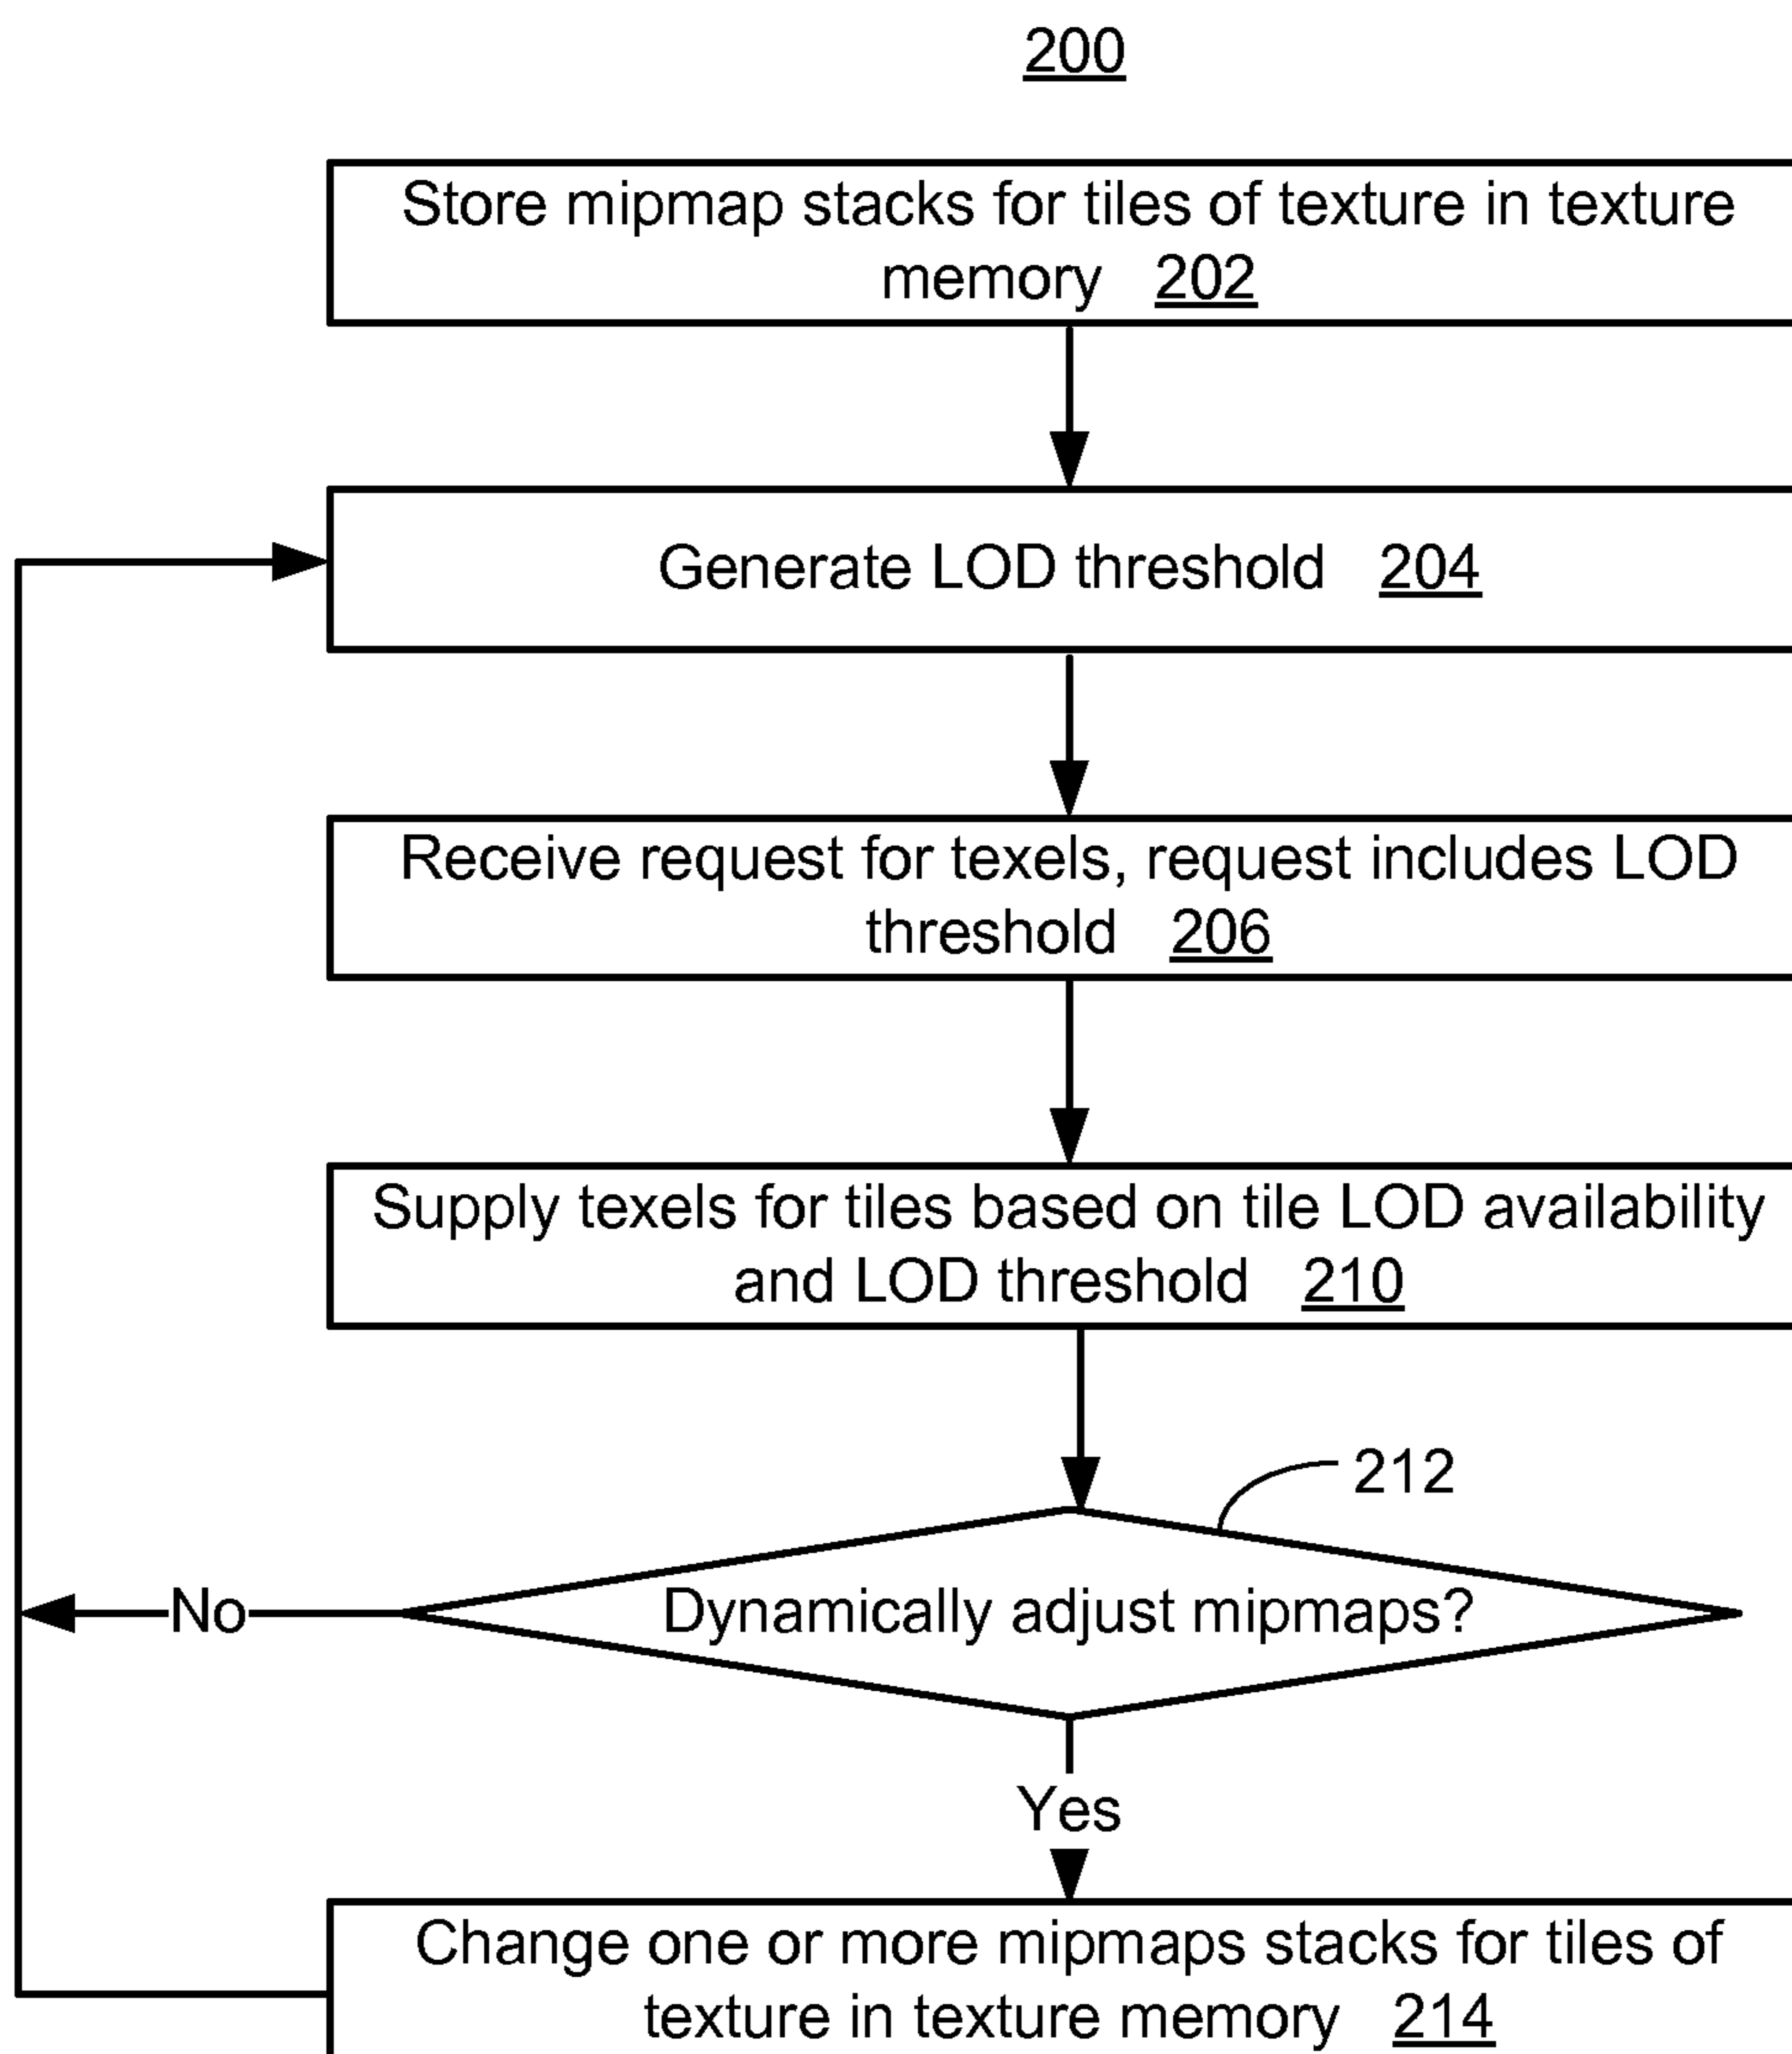 200
Store mipmap stacks for tiles of texture in texture
memory 202
Generate LOD threshold 204
Receive request for texels, request includes LOD
threshold 206
Supply texels for tiles based on tile LOD availability
and LOD threshold 210
212
Dynamically adjust mipmaps?
No
Yes
Change one or more mipmaps stacks for tiles of
texture in texture memory 214